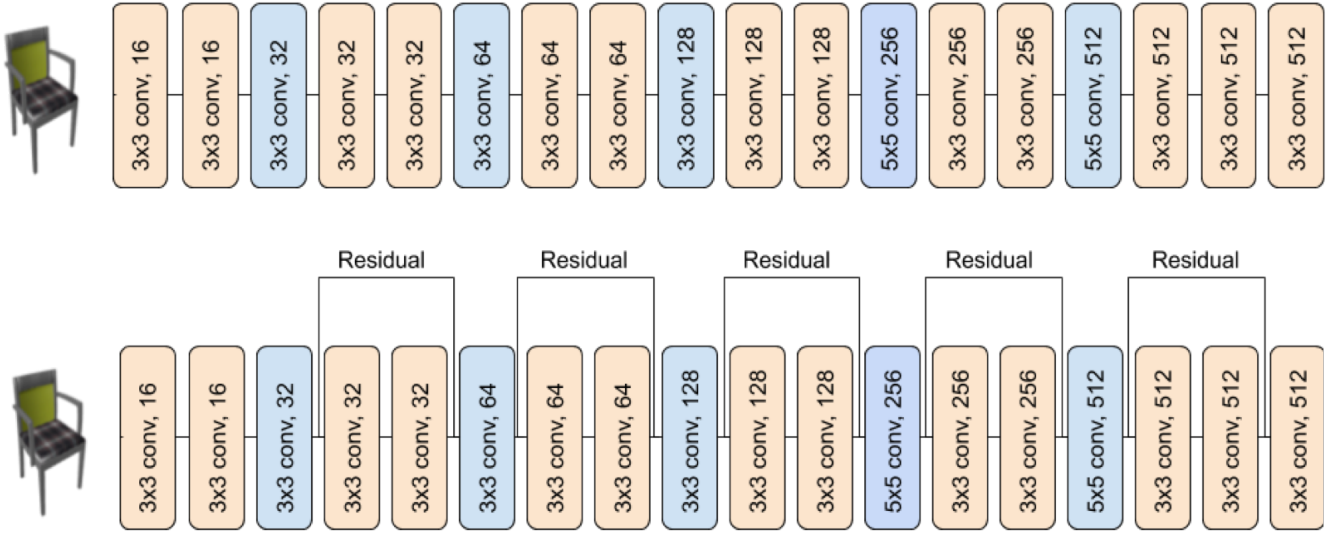 3x3 conv, 16
3x3 conv, 16
3x3 conv, 32
3x3 conv, 32
3x3 conv, 32
3x3 conv, 64
3x3 conv, 64
3x3 conv, 64
3x3 conv, 128
3x3 conv, 128
3x3 conv, 128
5x5 conv, 256
3x3 conv, 256
3x3 conv, 256
5x5 conv, 512
3x3 conv, 512
3x3 conv, 512
3x3 conv, 512
Residual
Residual
Residual
Residual
Residual
3x3 conv, 16
3x3 conv, 16
3x3 conv, 32
3x3 conv, 32
3x3 conv, 32
3x3 conv, 64
3x3 conv, 64
3x3 conv, 64
3x3 conv, 128
3x3 conv, 128
3x3 conv, 128
5x5 conv, 256
3x3 conv, 256
3x3 conv, 256
5x5 conv, 512
3x3 conv, 512
3x3 conv, 512
3x3 conv, 512